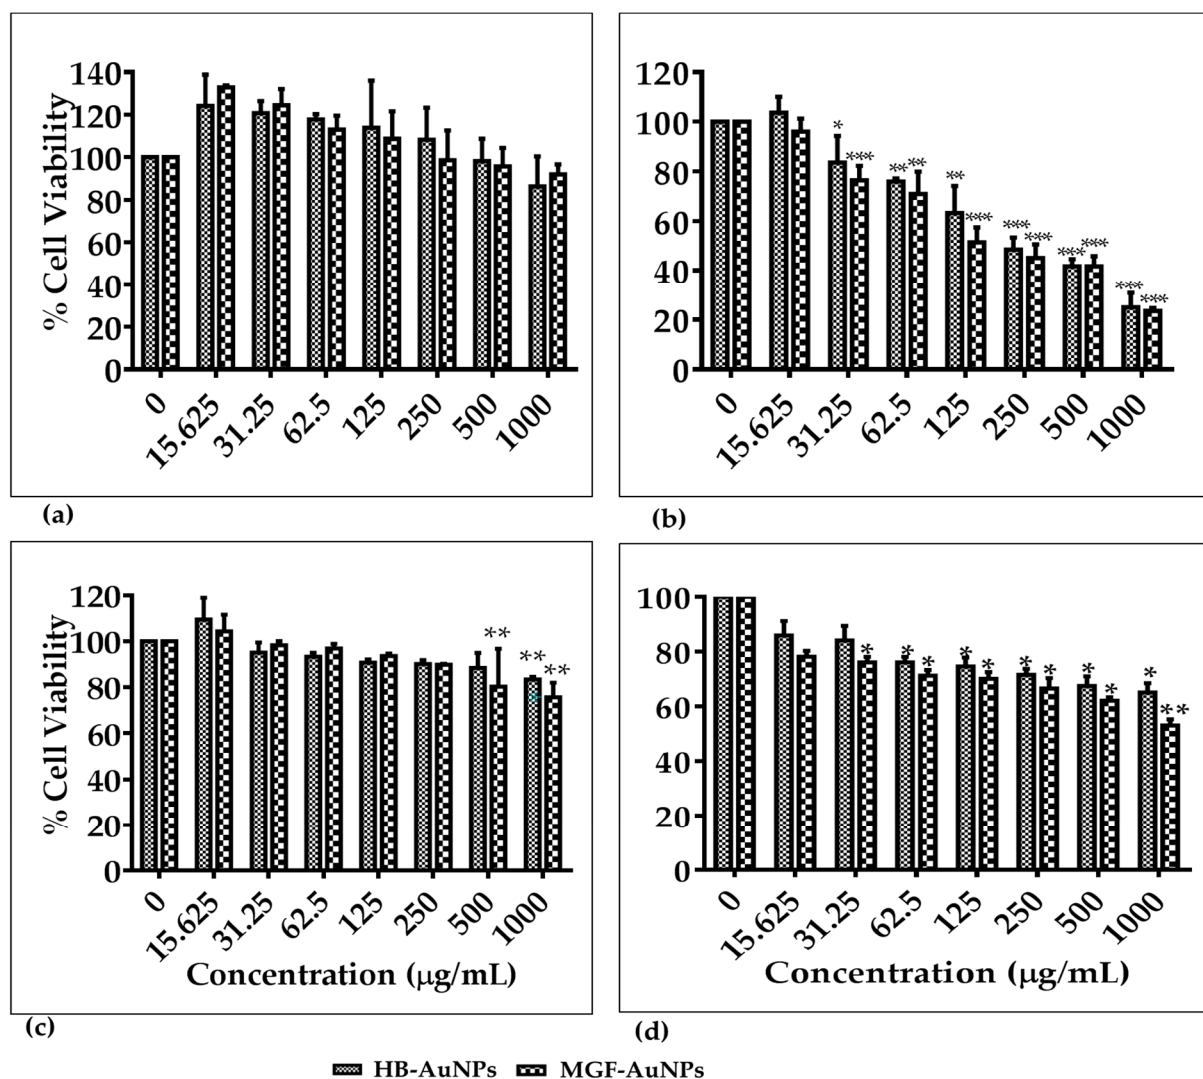 % Cell Viability
140
120
100
80
60
40
20
0
0 15.625 31.25 62.5 125 250 500 1000
(a)
120
100
80
60
40
20
0
* *** ** ** ** *** *** *** *** *** *** ***
0 15.625 31.25 62.5 125 250 500 1000
(b)
% Cell Viability
120
100
80
60
40
20
0
** ** ** *
0 15.625 31.25 62.5 125 250 500 1000
Concentration (μg/mL)
(c)
100
80
60
40
20
0
* * * * * * * * * * **
0 15.625 31.25 62.5 125 250 500 1000
Concentration (μg/mL)
(d)
HB-AuNPs MGF-AuNPs